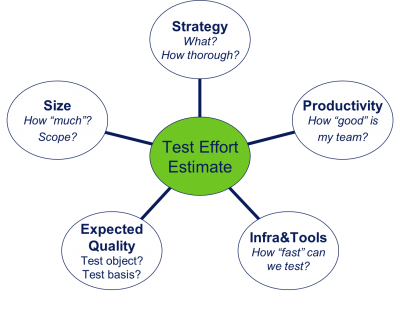 Strategy
What?
How thorough?
Size
How “much”?
Scope?
Productivity
How “good” is
my team?
Test Effort
Estimate
Expected
Quality
Test object?
Test basis?
Infra&Tools
How “fast” can
we test?